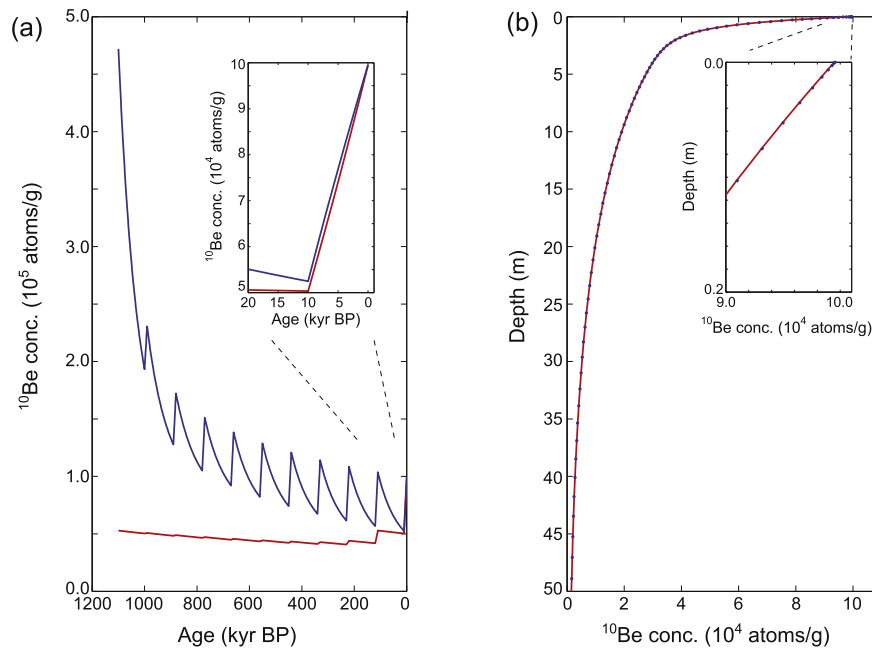 (a)
5.0
4.0
5.0
2.0
1.0
0.0
¹⁰Be conc. (10⁵ atoms/g)
1200 1000 800 600 400 200 0
Age (kyr BP)
10
9
8
7
6
5
¹⁰Be conc. (10⁴ atoms/g)
20 15 10 5 0
Age (kyr BP)
(b)
0
5
10
15
20
25
30
35
40
45
50
Depth (m)
0 2 4 6 8 10
¹⁰Be conc. (10⁴ atoms/g)
0.0
0.2
Depth (m)
9.0 10.0
¹⁰Be conc. (10⁴ atoms/g)